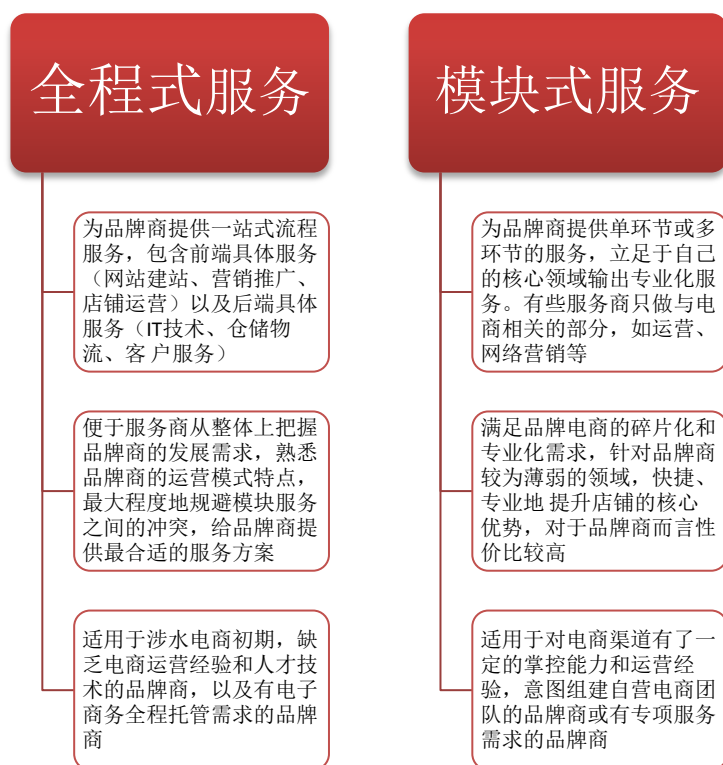 全程式服务
为品牌商提供一站式流程
服务，包含前端具体服务
（网站建站、营销推广、
店铺运营）以及后端具体
服务（IT技术、仓储物
流、客 户服务）
便于服务商从整体上把握
品牌商的发展需求，熟悉
品牌商的运营模式特点，
最大程度地规避模块服务
之间的冲突，给品牌商提
供最合适的服务方案
适用于涉水电商初期，缺
乏电商运营经验和人才技
术的品牌商，以及有电子
商务全程托管需求的品牌
商
模块式服务
为品牌商提供单环节或多
环节的服务，立足于自己
的核心领域输出专业化服
务。有些服务商只做与电
商相关的部分，如运营、
网络营销等
满足品牌电商的碎片化和
专业化需求，针对品牌商
较为薄弱的领域，快捷、
专业地 提升店铺的核心
优势，对于品牌商而言性
价比较高
适用于对电商渠道有了一
定的掌控能力和运营经
验，意图组建自营电商团
队的品牌商或有专项服务
需求的品牌商